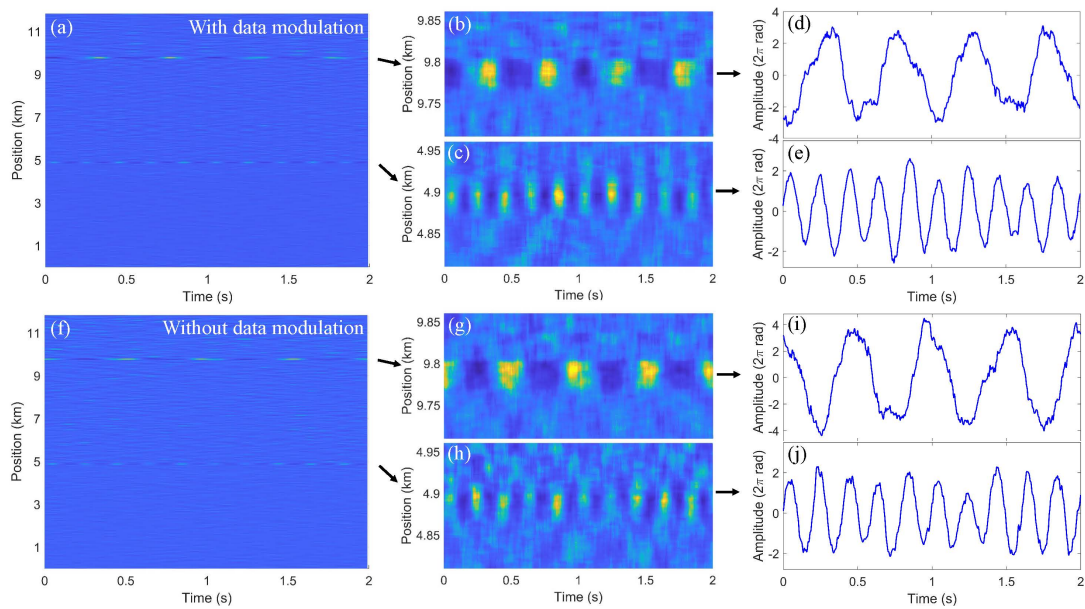 (a) With data modulation
Position (km)
11
9
7
5
3
1
0 0.5 1 1.5 2
Time (s)
(b)
Position (km)
9.85
9.8
9.75
(c)
Position (km)
4.95
4.9
4.85
0 0.5 1 1.5 2
Time (s)
(d)
Amplitude (2π rad)
4
2
0
-2
-4
(e)
Amplitude (2π rad)
2
0
-2
0 0.5 1 1.5 2
Time (s)
(f) Without data modulation
Position (km)
11
9
7
5
3
1
0 0.5 1 1.5 2
Time (s)
(g)
Position (km)
9.85
9.8
9.75
(h)
Position (km)
4.95
4.9
4.85
0 0.5 1 1.5 2
Time (s)
(i)
Amplitude (2π rad)
4
2
0
-2
-4
(j)
Amplitude (2π rad)
2
0
-2
0 0.5 1 1.5 2
Time (s)